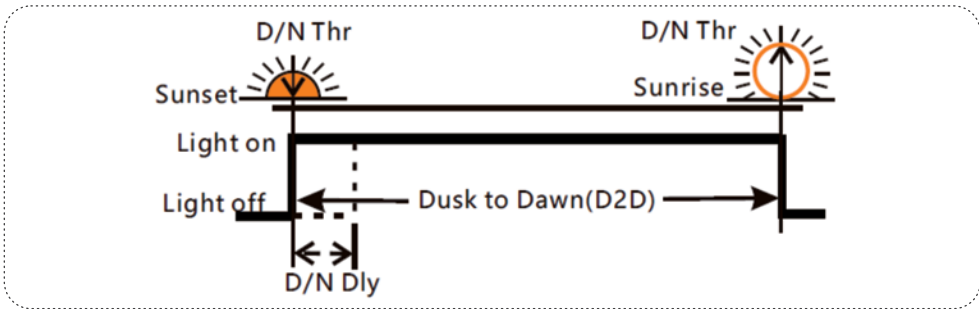 D/N Thr
D/N Thr
Sunset
Sunrise
Light on
Light off
Dusk to Dawn(D2D)
D/N Dly